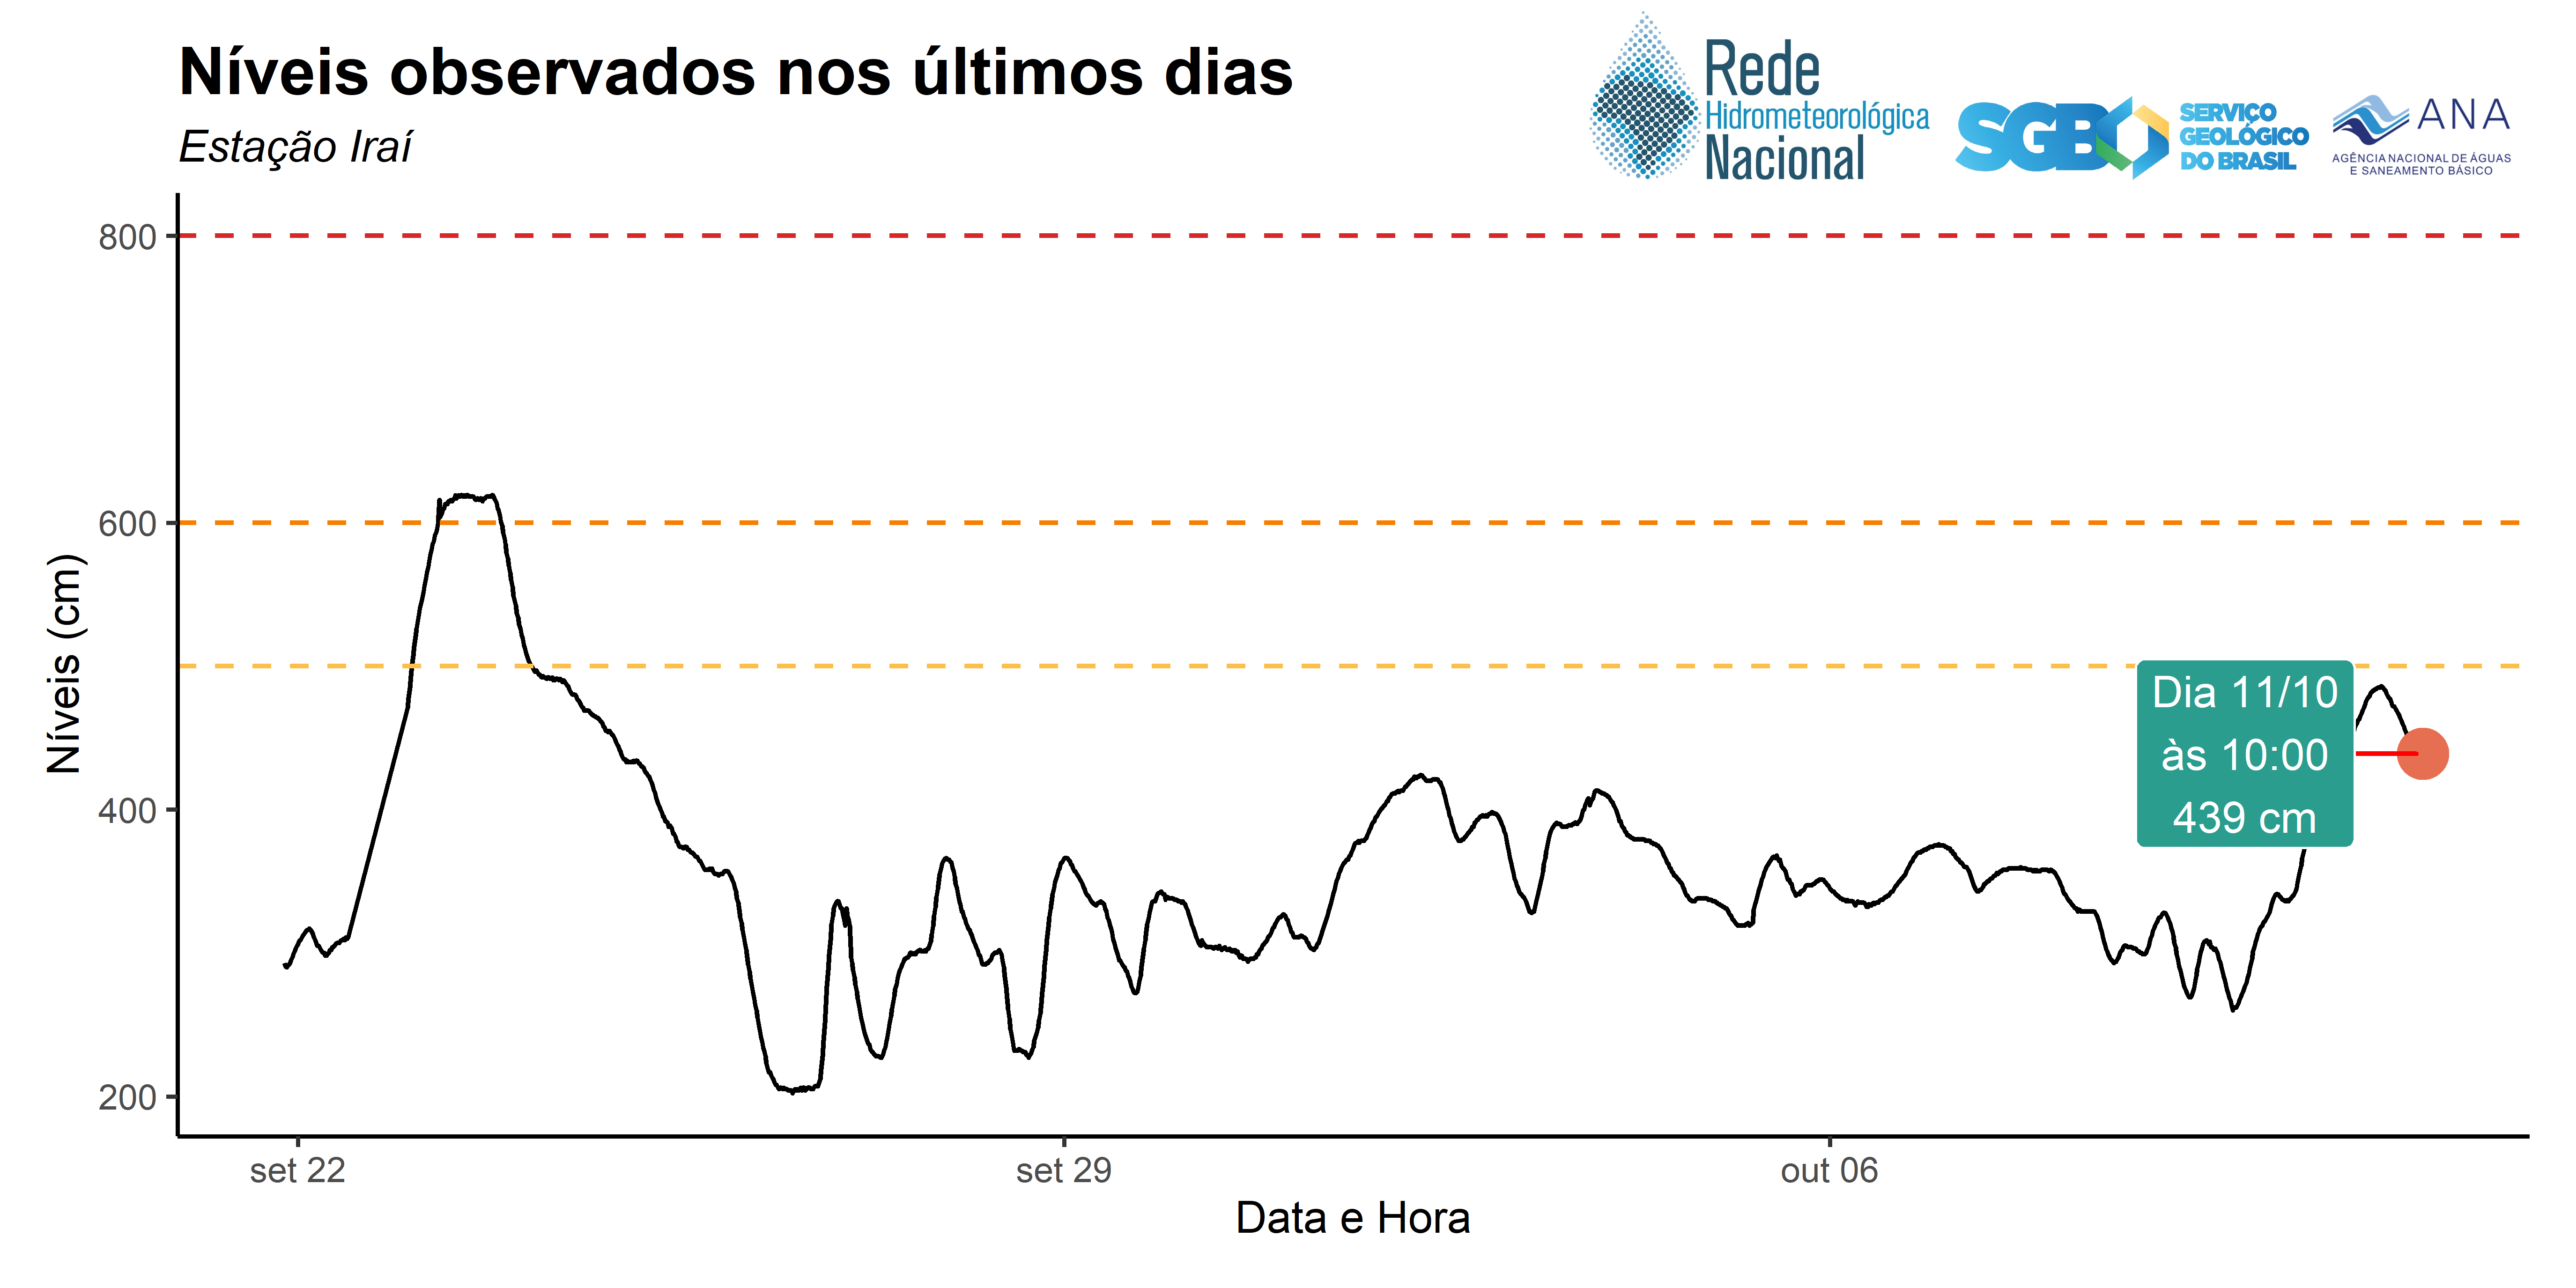 Níveis observados nos últimos dias
Estação Iraí
Rede
Hidrometeorológica
Nacional
SGB
SERVIÇO
GEOLÓGICO
DO BRASIL
ANA
AGÊNCIA NACIONAL DE ÁGUAS
E SANEAMENTO BÁSICO
Níveis (cm)
800
600
400
200
Dia 11/10
às 10:00
439 cm
set 22
set 29
out 06
Data e Hora